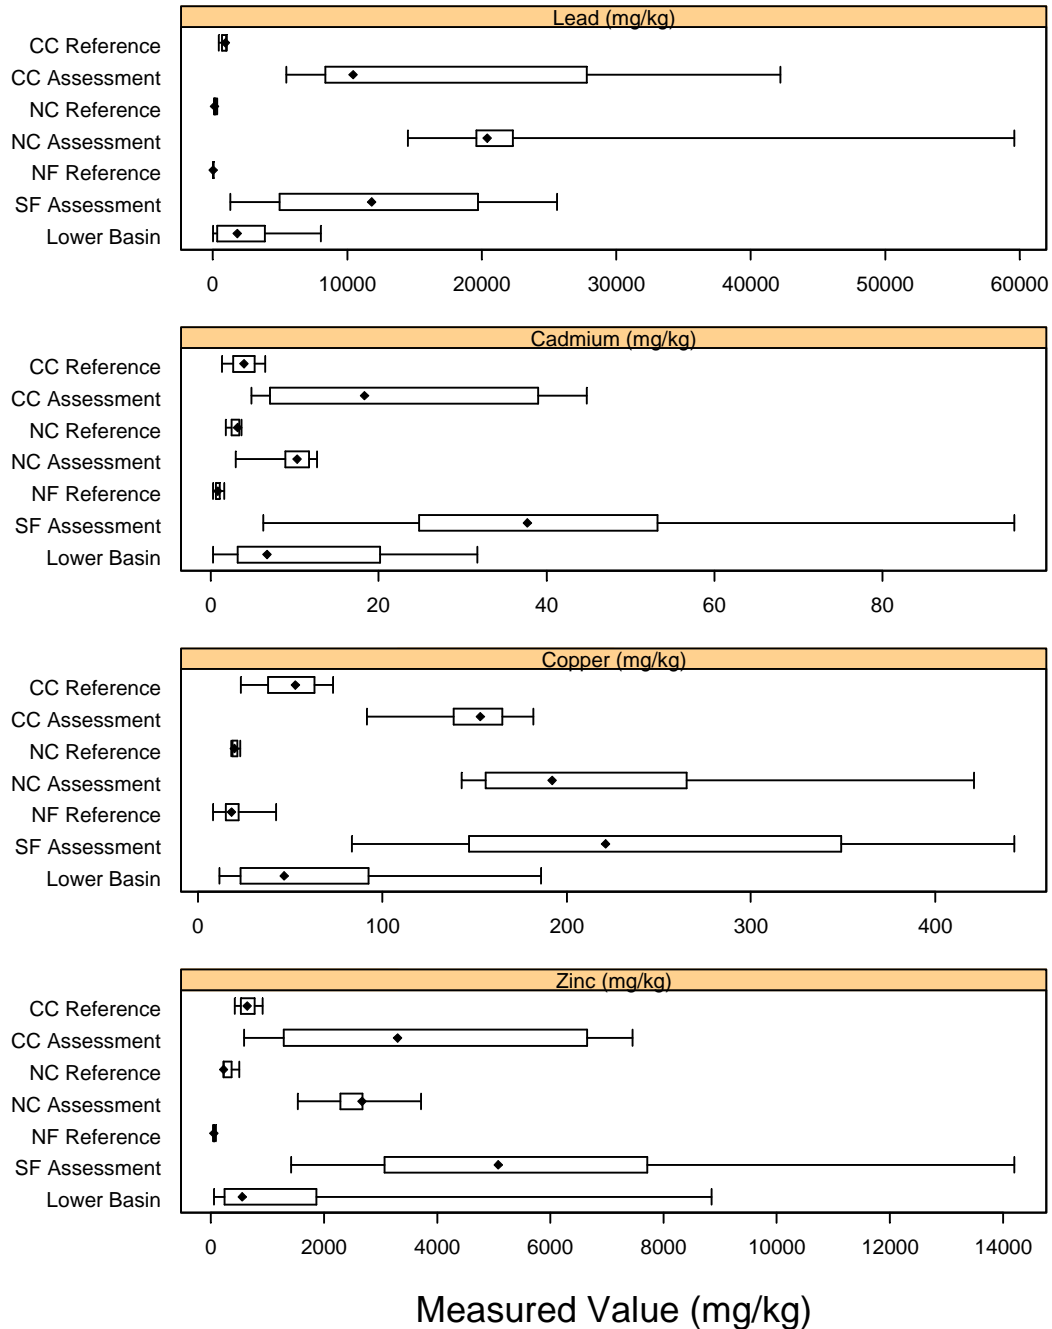 Lead (mg/kg)
CC Reference
CC Assessment
NC Reference
NC Assessment
NF Reference
SF Assessment
Lower Basin
0 10000 20000 30000 40000 50000 60000
Cadmium (mg/kg)
CC Reference
CC Assessment
NC Reference
NC Assessment
NF Reference
SF Assessment
Lower Basin
0 20 40 60 80
Copper (mg/kg)
CC Reference
CC Assessment
NC Reference
NC Assessment
NF Reference
SF Assessment
Lower Basin
0 100 200 300 400
Zinc (mg/kg)
CC Reference
CC Assessment
NC Reference
NC Assessment
NF Reference
SF Assessment
Lower Basin
0 2000 4000 6000 8000 10000 12000 14000
Measured Value (mg/kg)